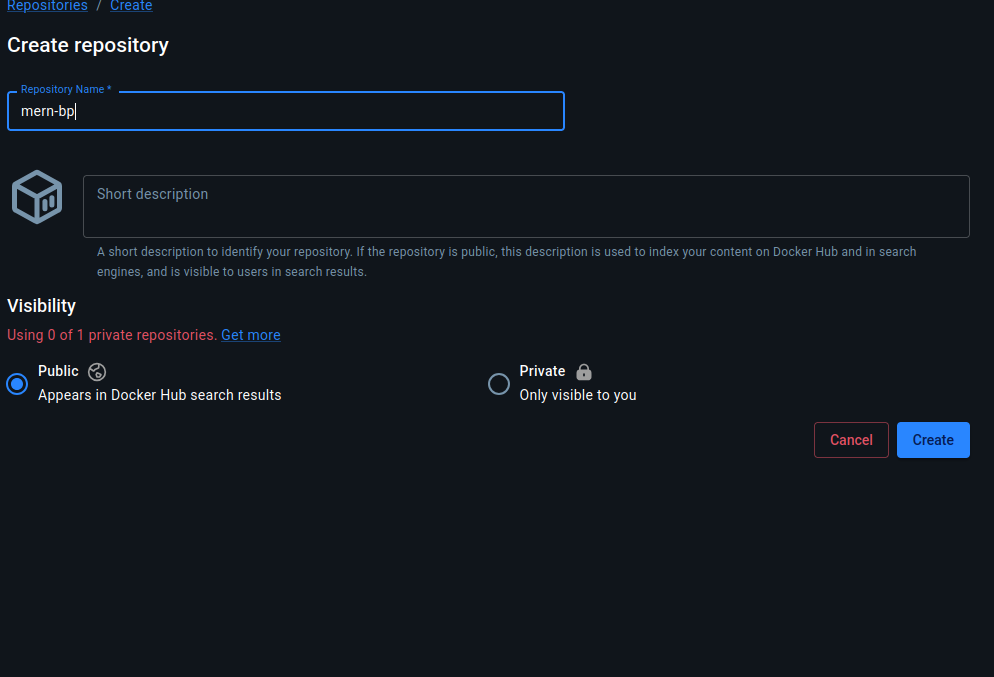 Repositories / Create
Create repository
Repository Name *
mern-bp
Short description
A short description to identify your repository. If the repository is public, this description is used to index your content on Docker Hub and in search
engines, and is visible to users in search results.
Visibility
Using 0 of 1 private repositories. Get more
Public
Appears in Docker Hub search results
Private
Only visible to you
Cancel Create